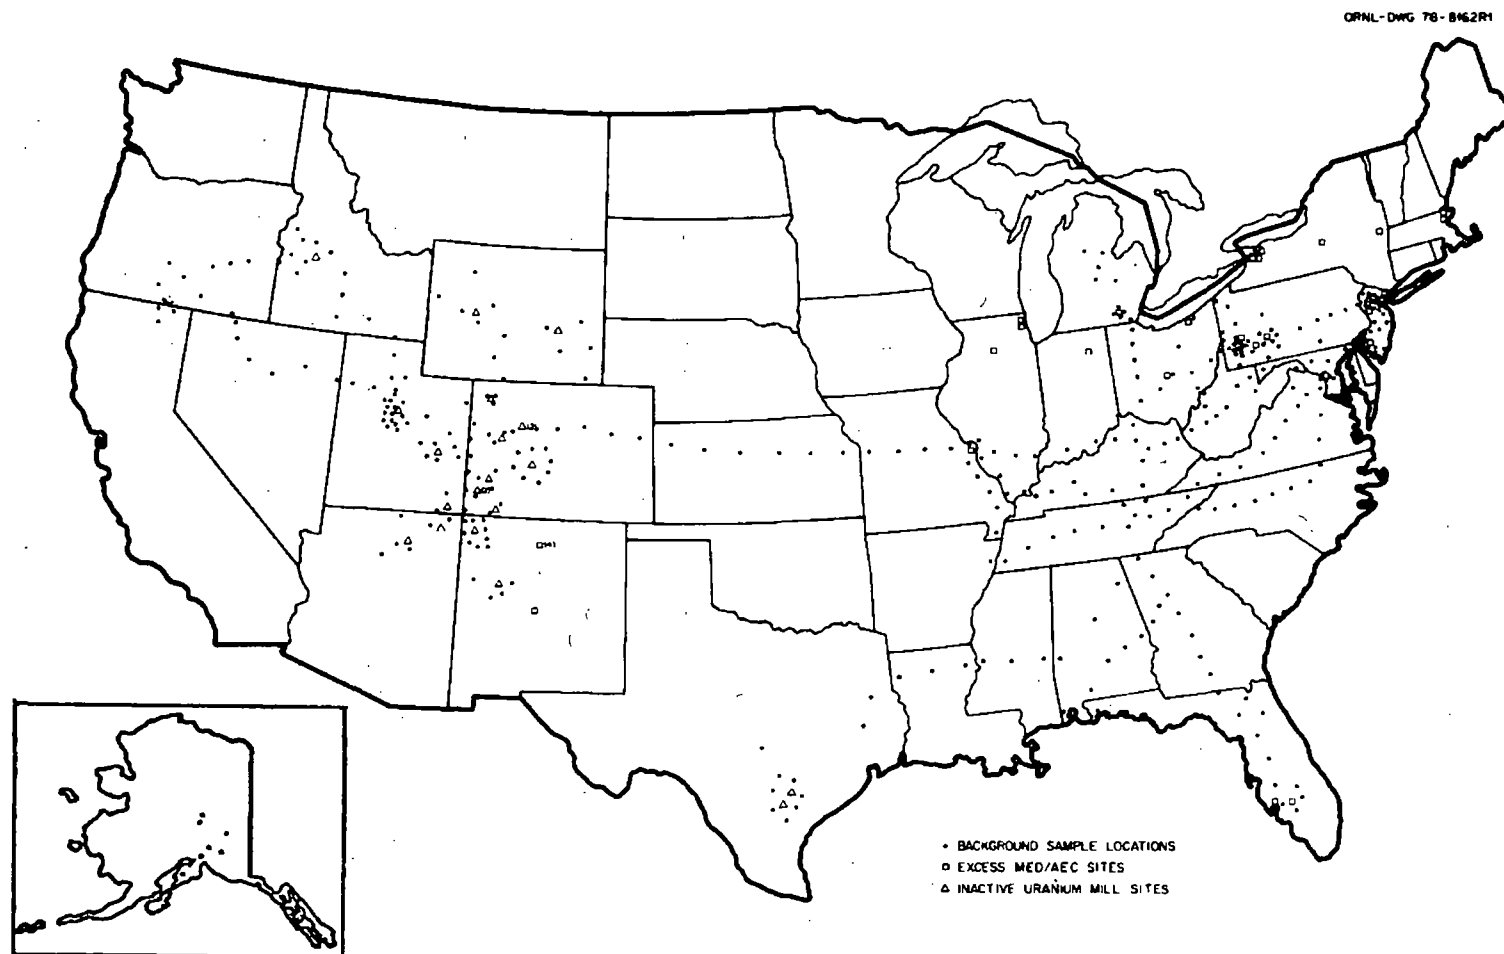 ORNL-DWG 78-8162R1
• BACKGROUND SAMPLE LOCATIONS
□ EXCESS MED/AEC SITES
△ INACTIVE URANIUM MILL SITES